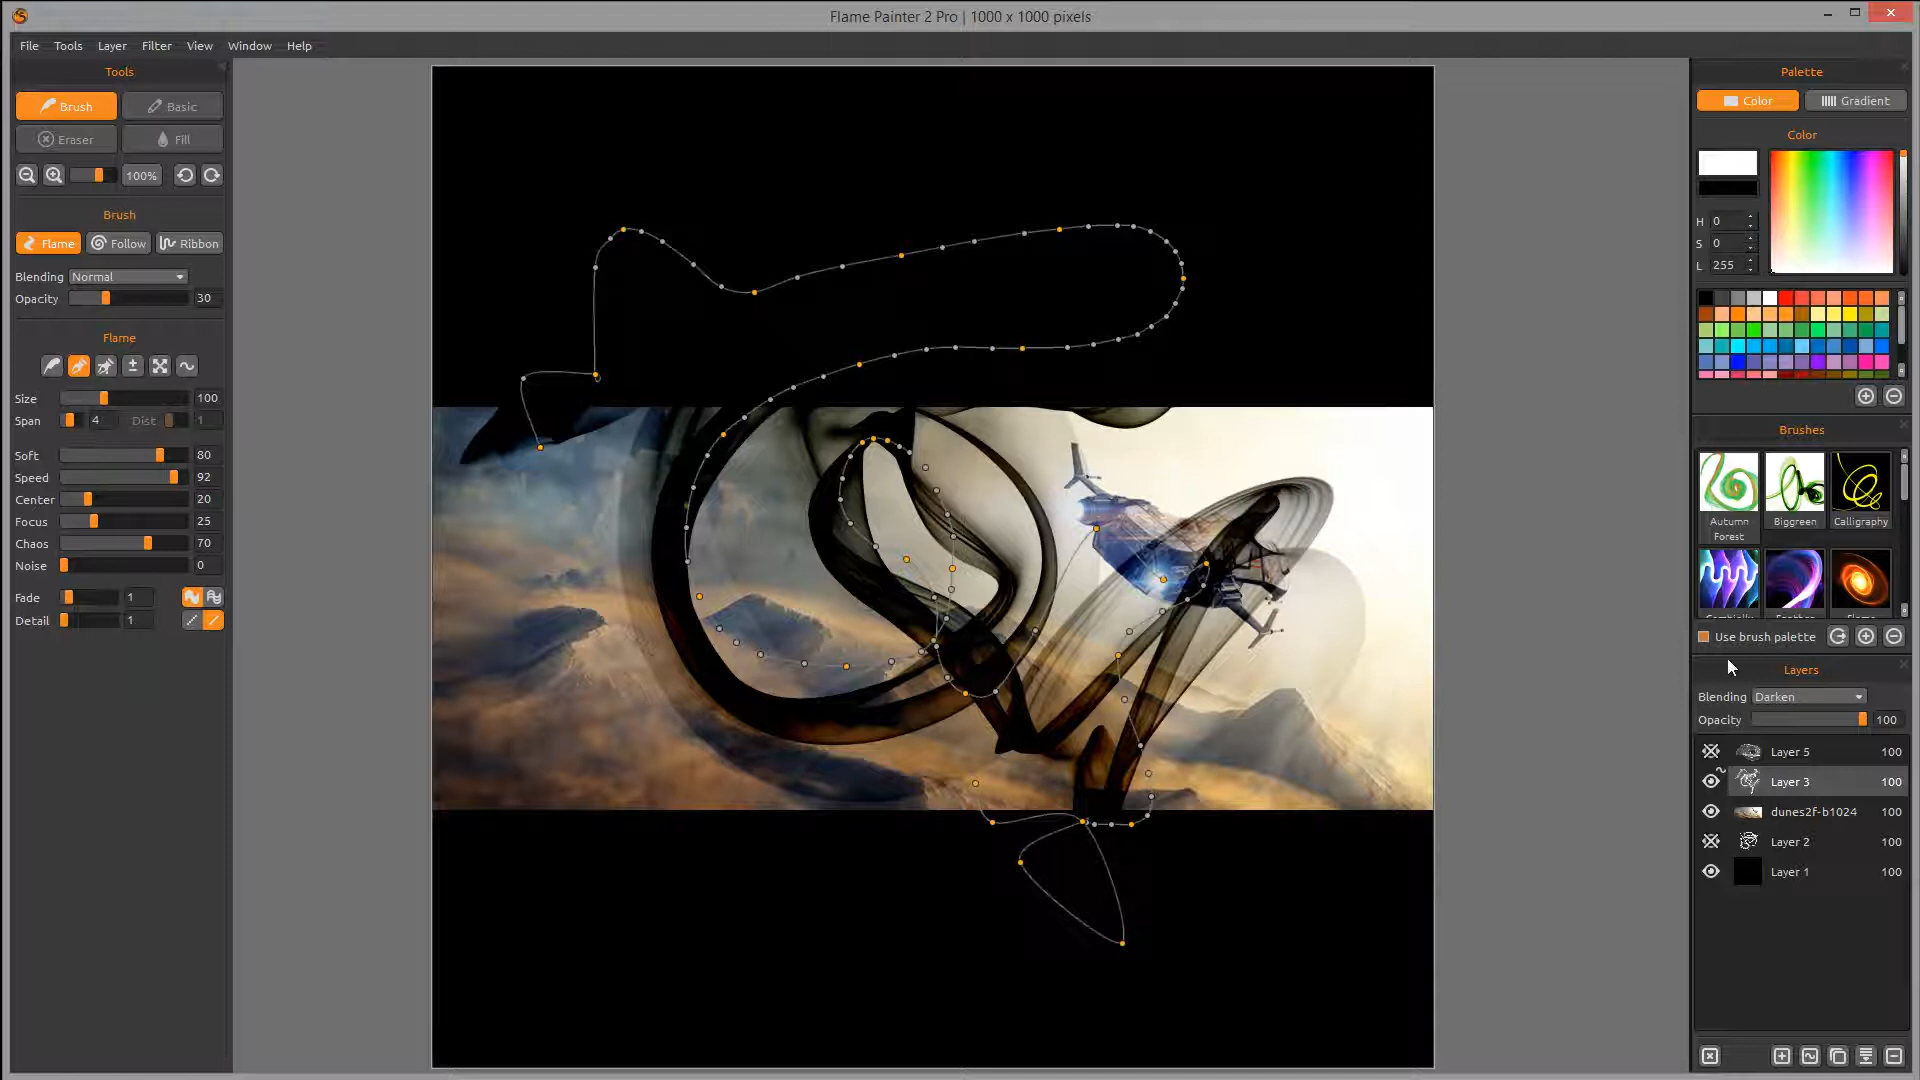 Flame Painter 2 Pro | 1000 x 1000 pixels
File Tools Layer Filter View Window Help
Tools
Brush Basic
Eraser Fill
100%
Brush
Flame Follow Ribbon
Blending Normal
Opacity 30
Flame
Size 100
Span 4 Dist 1
Soft 80
Speed 92
Center 20
Focus 25
Chaos 70
Noise 0
Fade 1
Detail 1
Palette
Color Gradient
Color
H 0
S 0
L 255
Brushes
Autumn Forest
Biggreen
Calligraphy
Use brush palette
Layers
Blending Darken
Opacity 100
Layer 5 100
Layer 3 100
dunes2f-b1024 100
Layer 2 100
Layer 1 100